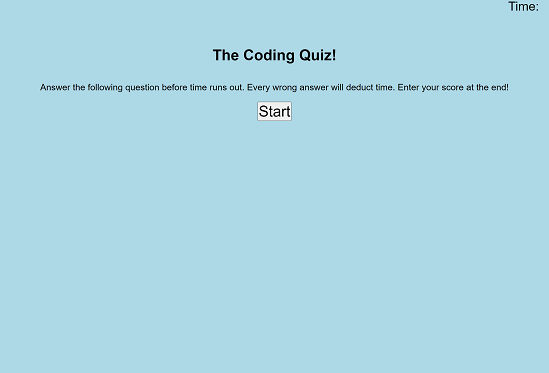 Time:
The Coding Quiz!
Answer the following question before time runs out. Every wrong answer will deduct time. Enter your score at the end!
Start